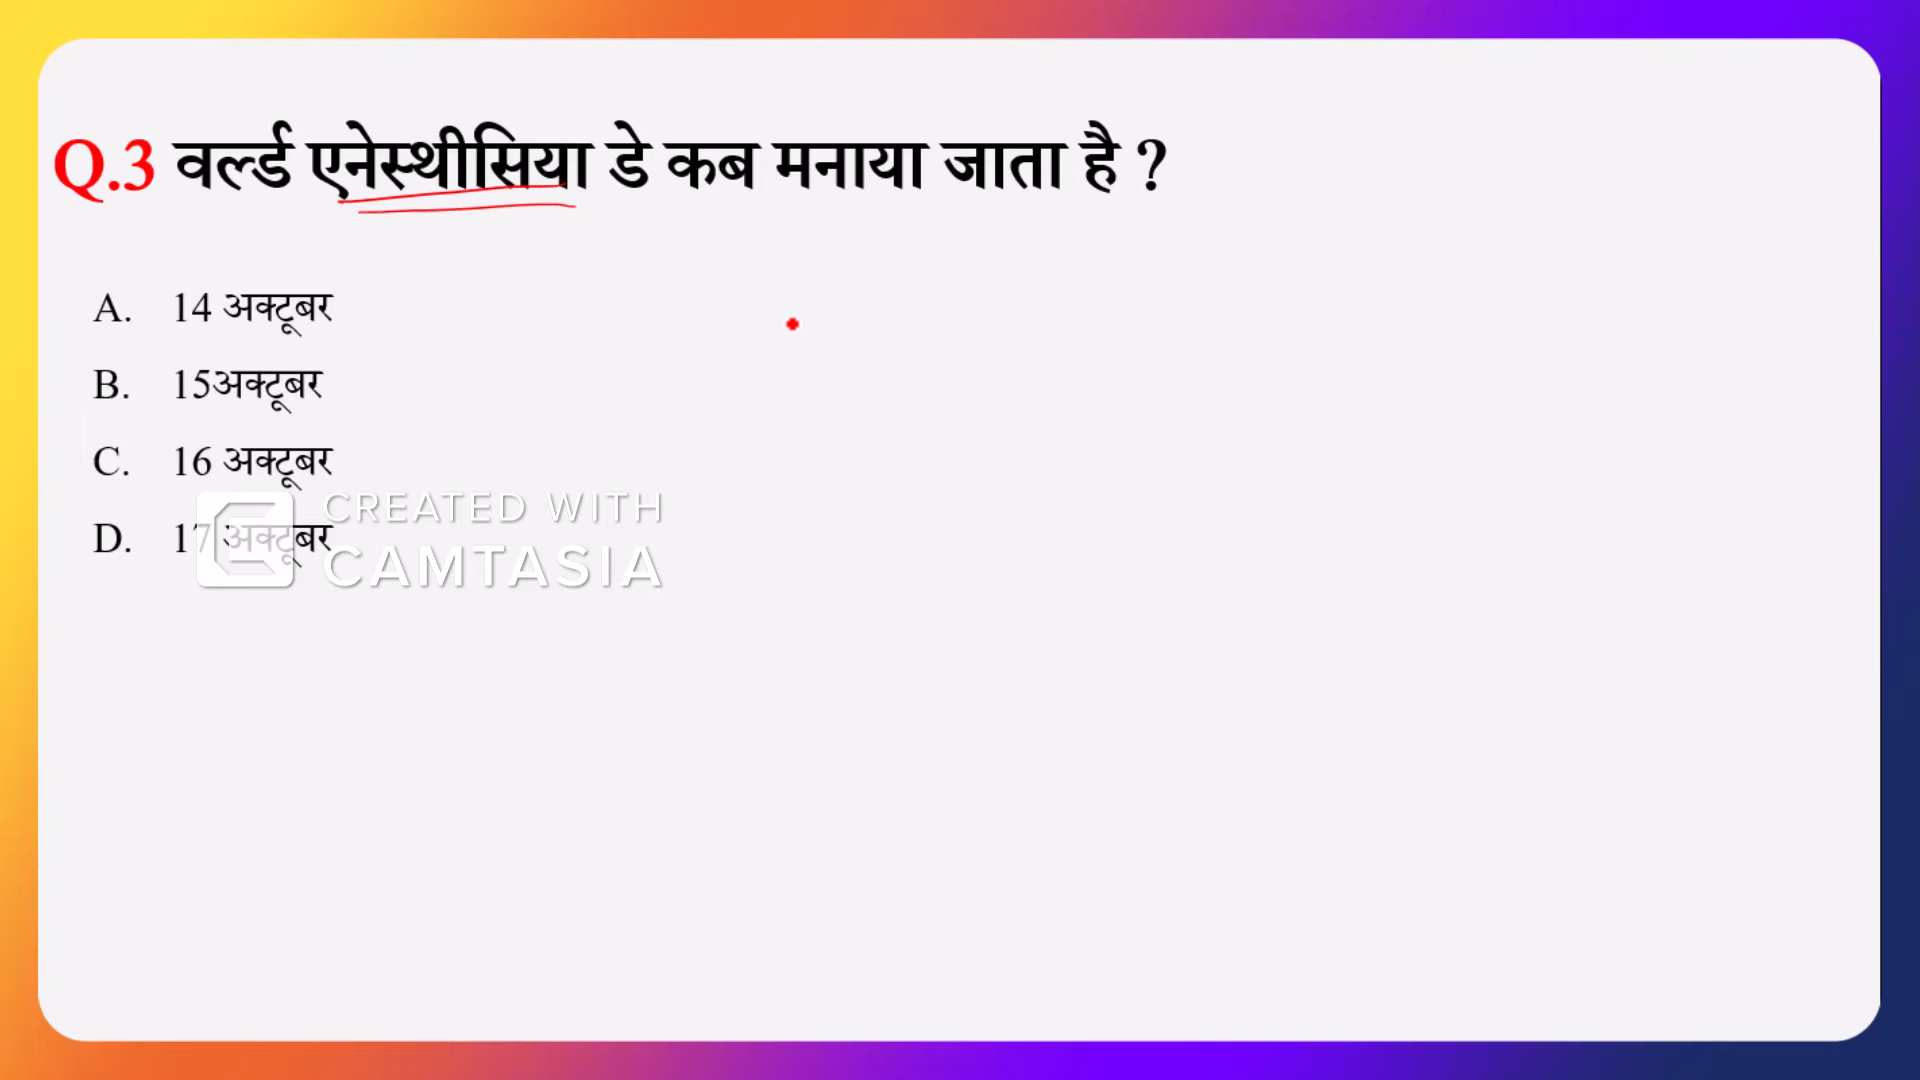 Q.3 वर्ल्ड एनेस्थीसिया डे कब मनाया जाता है ?
A. 14 अक्टूबर
B. 15अक्टूबर
C. 16 अक्टूबर
D. 17 अक्टूबर
CREATED WITH
CAMTASIA